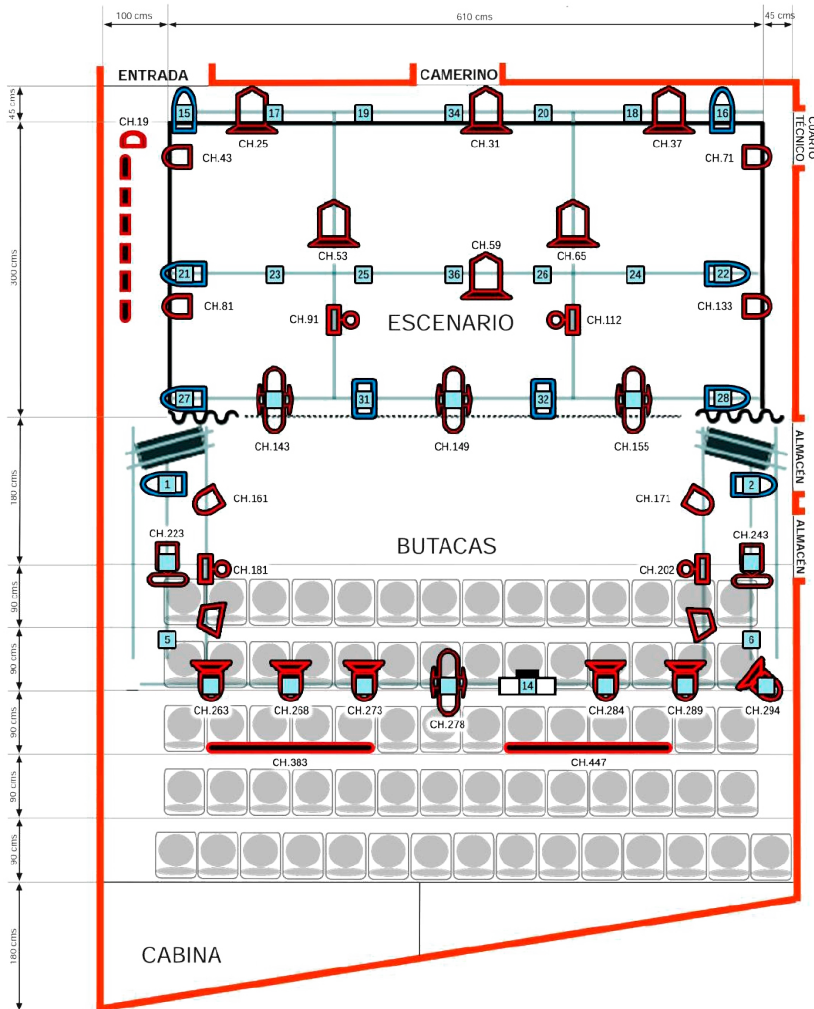 100 cms
610 cms
45 cms
ENTRADA
CAMERINO
45 cms
CH.19
15
17
19
34
20
18
16
CH.25
CH.31
CH.37
CUARTO
TÉCNICO
CH.43
CH.71
300 cms
CH.53
CH.59
CH.65
21
23
25
36
26
24
22
CH.81
CH.91
ESCENARIO
CH.112
CH.133
27
31
32
28
CH.143
CH.149
CH.155
ALMACÉN
180 cms
1
CH.161
CH.171
2
ALMACÉN
CH.223
CH.243
BUTACAS
CH.181
CH.202
90 cms
5
6
90 cms
14
CH.263
CH.268
CH.273
CH.278
CH.284
CH.289
CH.294
90 cms
CH.383
CH.447
90 cms
90 cms
180 cms
CABINA